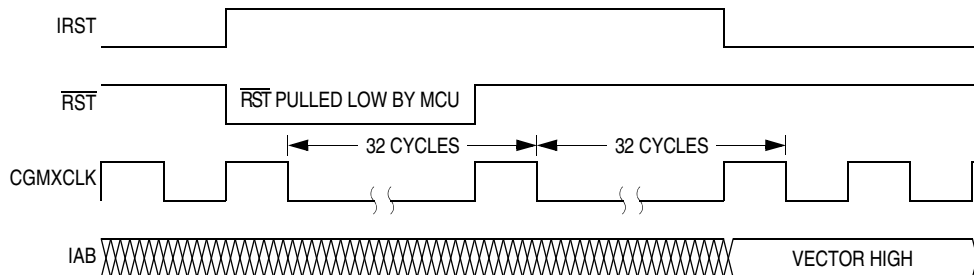 IRST
RST
RST PULLED LOW BY MCU
32 CYCLES
32 CYCLES
CGMXCLK
IAB
VECTOR HIGH